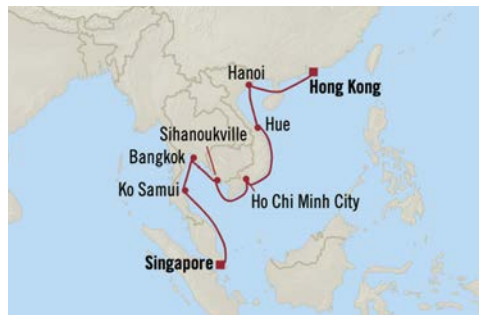 Hanoi
Hong Kong
Hue
Sihanoukville
Bangkok
Ko Samui
Ho Chi Minh City
Singapore